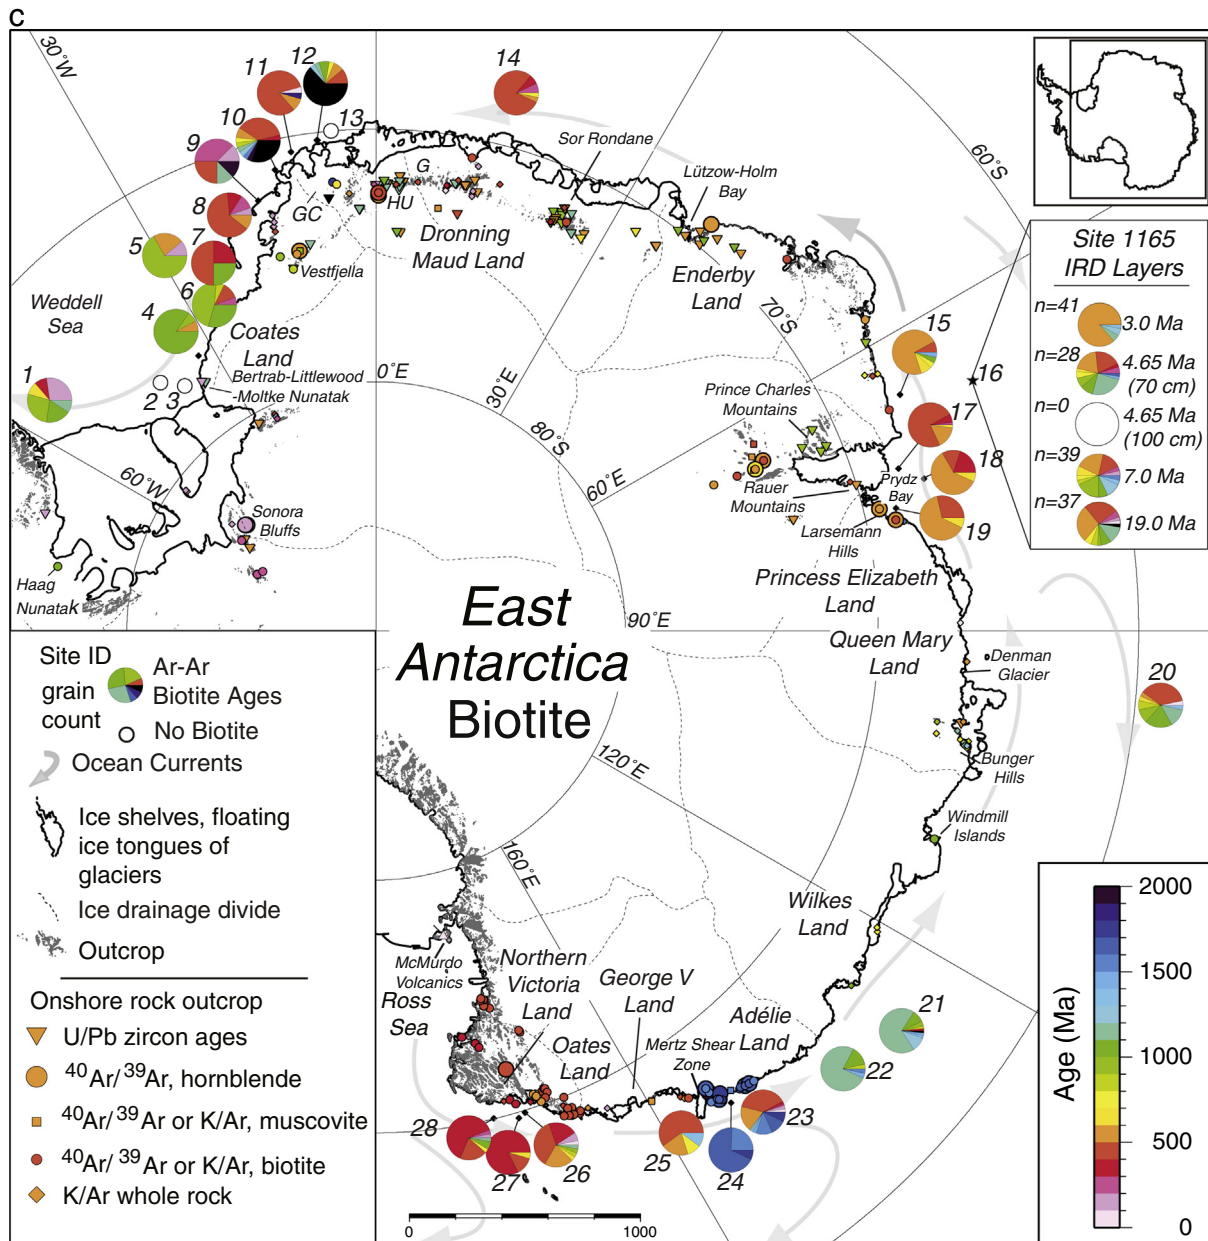 c
30°W
12
11
14
13
10
9
Sor Rondane
60°S
Lützow-Holm
Bay
G
GC
HU
8
5
7
Dronning
Maud Land
Vestfjella
Enderby
Land
Weddell
Sea
6
4
70°S
Coates
Land
15
Site 1165
IRD Layers
n=41
3.0 Ma
n=28
4.65 Ma
(70 cm)
n=0
4.65 Ma
(100 cm)
n=39
7.0 Ma
n=37
19.0 Ma
16
1
2
3
Bertrab-Littlewood
-Moltke Nunatak
0°E
30°E
Prince Charles
Mountains
17
80°S
18
60°W
60°E
Rauer
Mountains
Prydz
Bay
Sonora
Bluffs
19
Larsemann
Hills
Haag
Nunatak
Princess Elizabeth
Land
East
Antarctica
Biotite
90°E
Queen Mary
Land
Denman
Glacier
20
Site ID
grain
count
Ar-Ar
Biotite Ages
No Biotite
Ocean Currents
Ice shelves, floating
ice tongues of
glaciers
Ice drainage divide
Outcrop
Onshore rock outcrop
U/Pb zircon ages
40Ar/ 39Ar, hornblende
40Ar/ 39Ar or K/Ar, muscovite
40Ar/ 39Ar or K/Ar, biotite
K/Ar whole rock
120°E
Bunger
Hills
Windmill
Islands
160°E
Wilkes
Land
McMurdo
Volcanics
Northern
Victoria
Land
George V
Land
Ross
Sea
Adélie
Land
Oates
Land
Mertz Shear
Zone
21
22
23
28
27
26
25
24
0
1000
Age (Ma)
2000
1500
1000
500
0